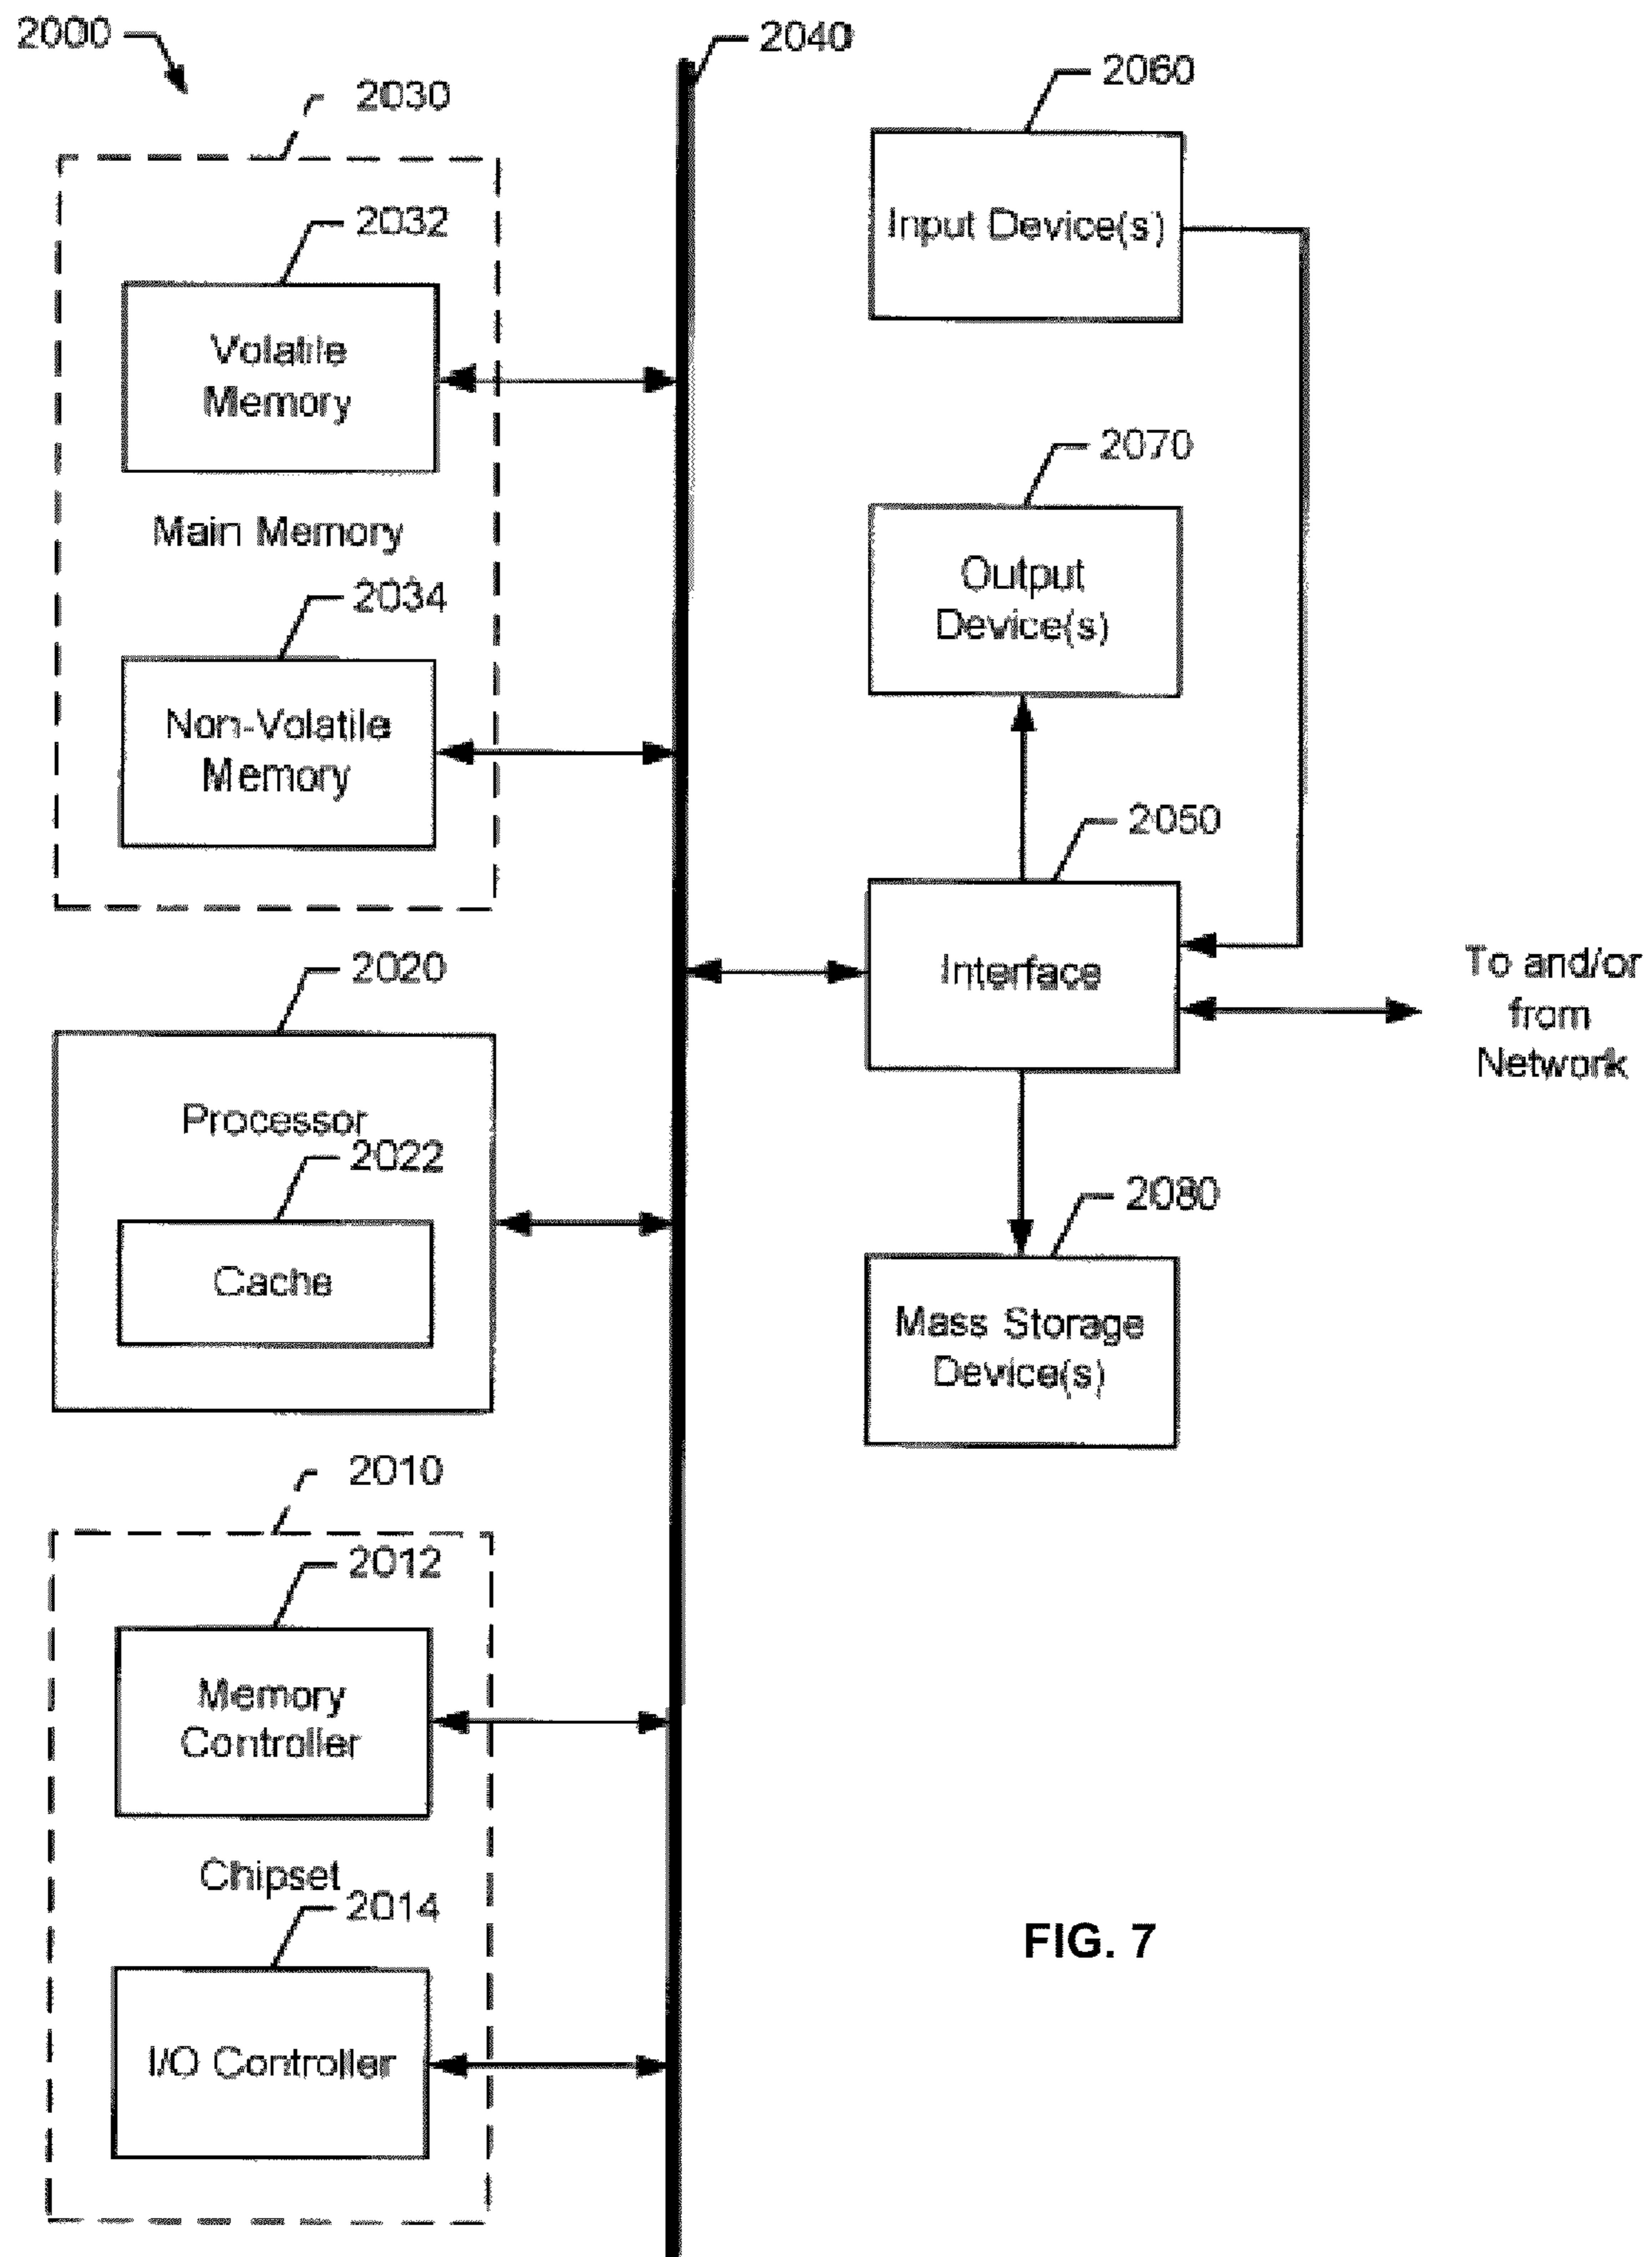 2000
2040
2060
2030
Input Device(s)
2032
Volatile
Memory
2070
Main Memory
Output
Device(s)
2034
Non-Volatile
Memory
2050
Interface
To and/or
from
Network
2020
Processor
2022
Cache
2080
Mass Storage
Device(s)
2010
2012
Memory
Controller
Chipset
2014
I/O Controller
FIG. 7